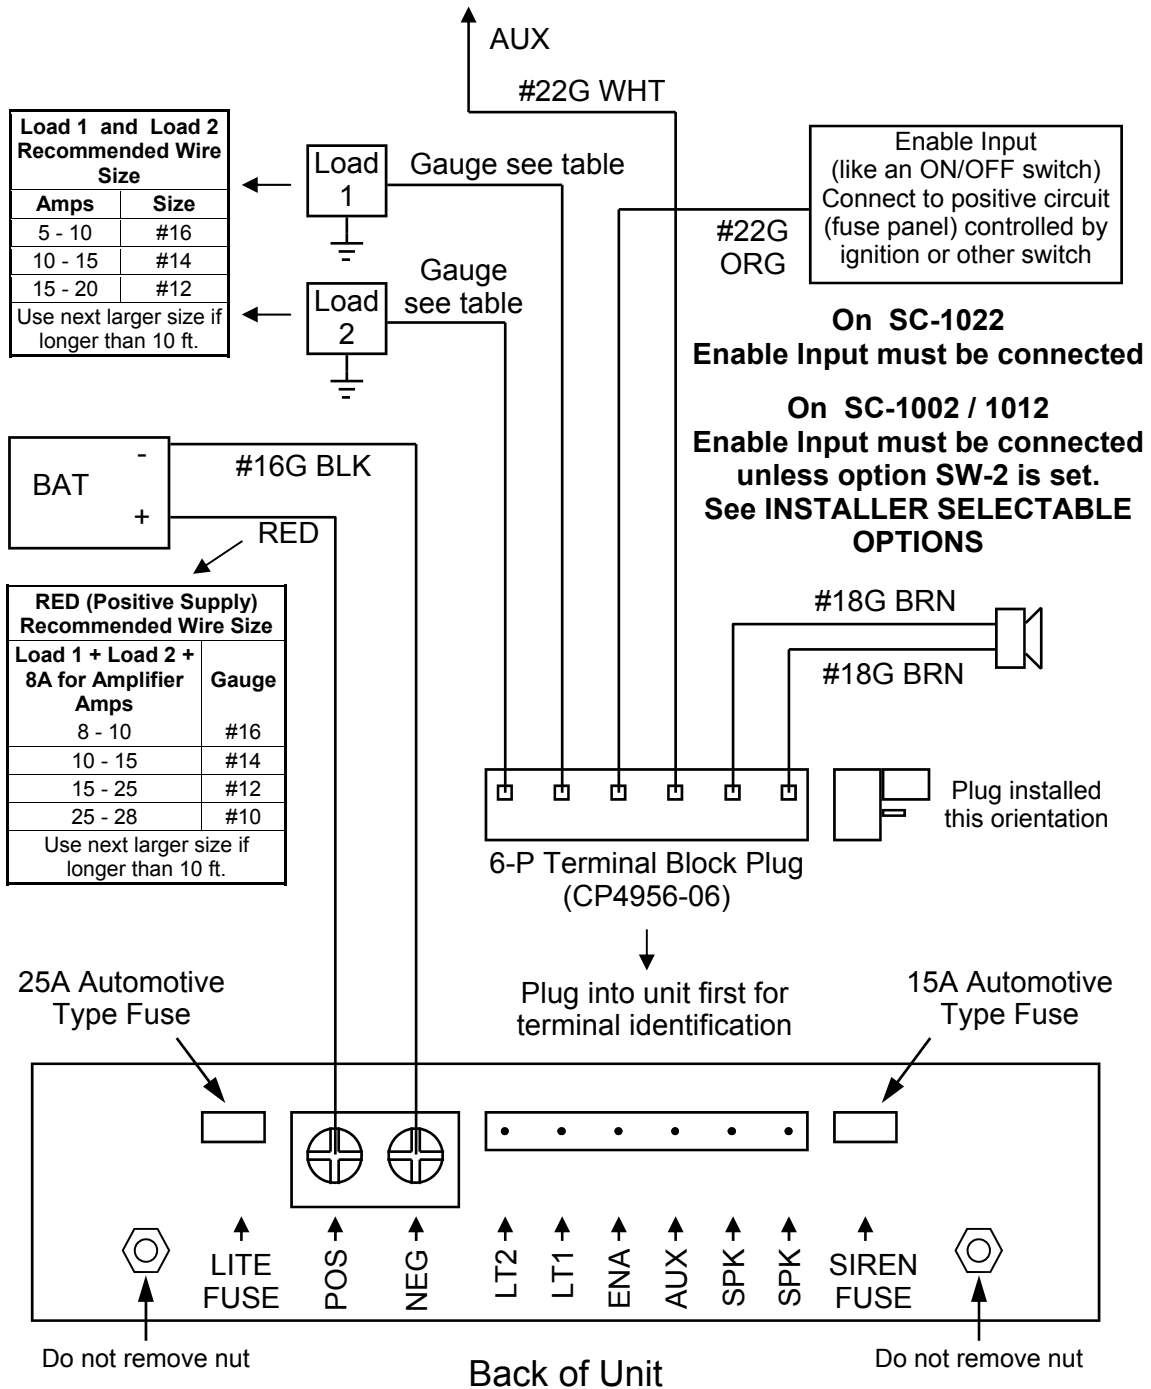 AUX
#22G WHT
Load 1 and Load 2
Recommended Wire
Size
Amps Size
5 - 10 #16
10 - 15 #14
15 - 20 #12
Use next larger size if
longer than 10 ft.
Load
1
Gauge see table
Load
2
Gauge
see table
#22G
ORG
Enable Input
(like an ON/OFF switch)
Connect to positive circuit
(fuse panel) controlled by
ignition or other switch
On SC-1022
Enable Input must be connected
On SC-1002 / 1012
Enable Input must be connected
unless option SW-2 is set.
See INSTALLER SELECTABLE
OPTIONS
BAT
-
+
#16G BLK
RED
RED (Positive Supply)
Recommended Wire Size
Load 1 + Load 2 +
8A for Amplifier
Amps
Gauge
8 - 10 #16
10 - 15 #14
15 - 25 #12
25 - 28 #10
Use next larger size if
longer than 10 ft.
#18G BRN
#18G BRN
Plug installed
this orientation
6-P Terminal Block Plug
(CP4956-06)
Plug into unit first for
terminal identification
25A Automotive
Type Fuse
15A Automotive
Type Fuse
LITE
FUSE
POS
NEG
LT2
LT1
ENA
AUX
SPK
SPK
SIREN
FUSE
Do not remove nut
Do not remove nut
Back of Unit